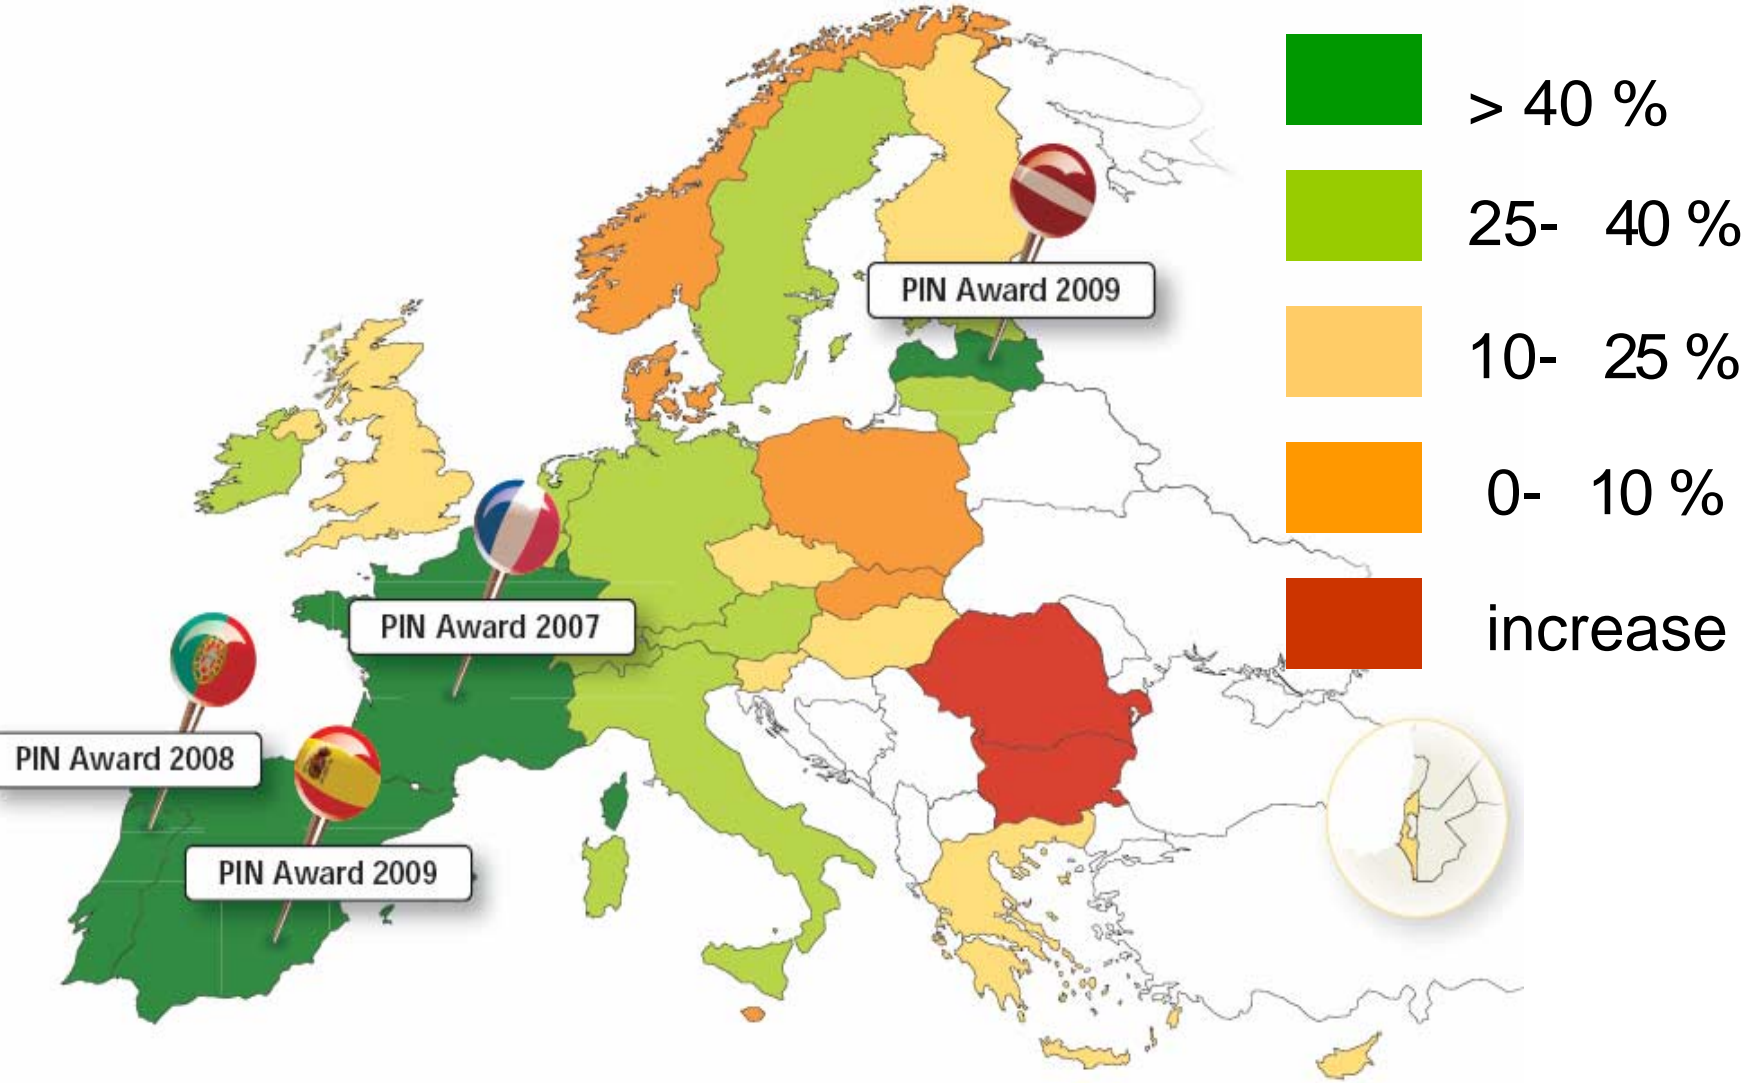 > 40 %
25- 40 %
PIN Award 2009
10- 25 %
0- 10 %
PIN Award 2007
increase
PIN Award 2008
PIN Award 2009